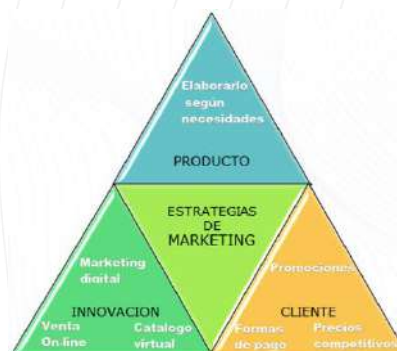 Elaborarlo
según
necesidades
PRODUCTO
ESTRATEGIAS
DE
MARKETING
Marketing
digital
INNOVACION
Venta
On-line
Catalogo
virtual
Promociones
CLIENTE
Formas
de pago
Precios
competitivos